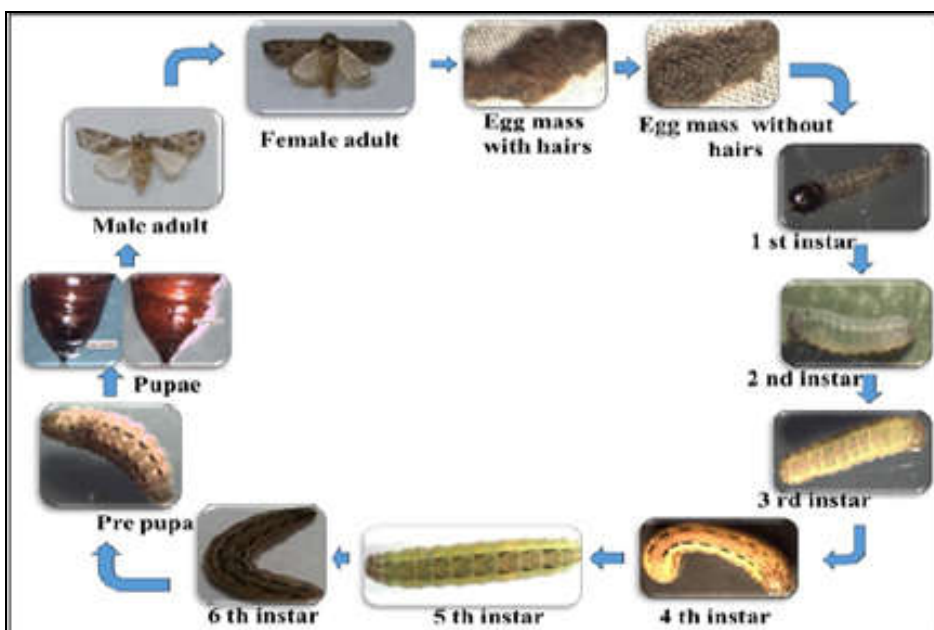 Female adult
Egg mass
with hairs
Egg mass without
hairs
1 st instar
2 nd instar
3 rd instar
4 th instar
5 th instar
6 th instar
Pre pupa
Pupae
Male adult